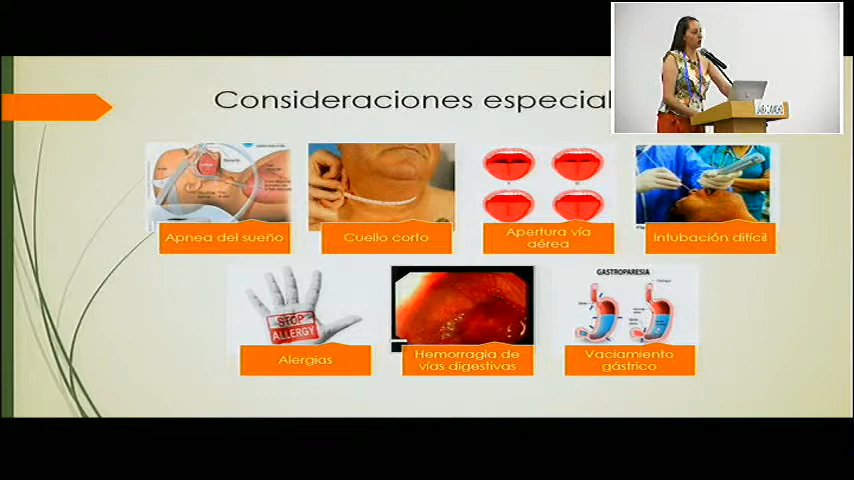 Consideraciones especial
Apnea del sueño
Cuello corto
Apertura vía
aérea
Intubación difícil
STOP
ALLERGY
GASTROPARESIA
Alergias
Hemorragia de
vías digestivas
Vaciamiento
gástrico